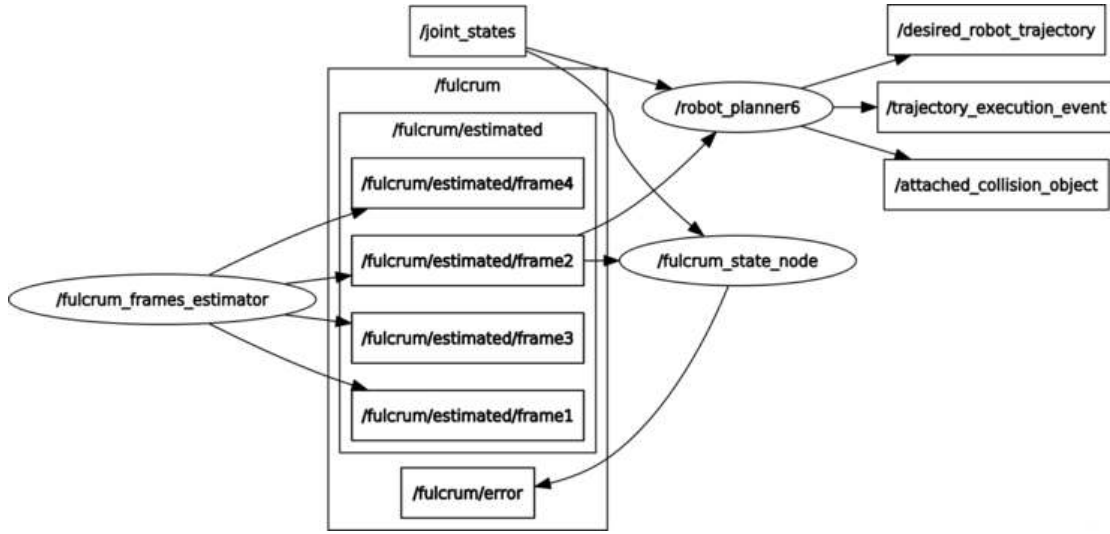 /joint_states
/fulcrum
/fulcrum/estimated
/fulcrum/estimated/frame4
/fulcrum/estimated/frame2
/fulcrum/estimated/frame3
/fulcrum/estimated/frame1
/fulcrum/error
/fulcrum_frames_estimator
/robot_planner6
/fulcrum_state_node
/desired_robot_trajectory
/trajectory_execution_event
/attached_collision_object